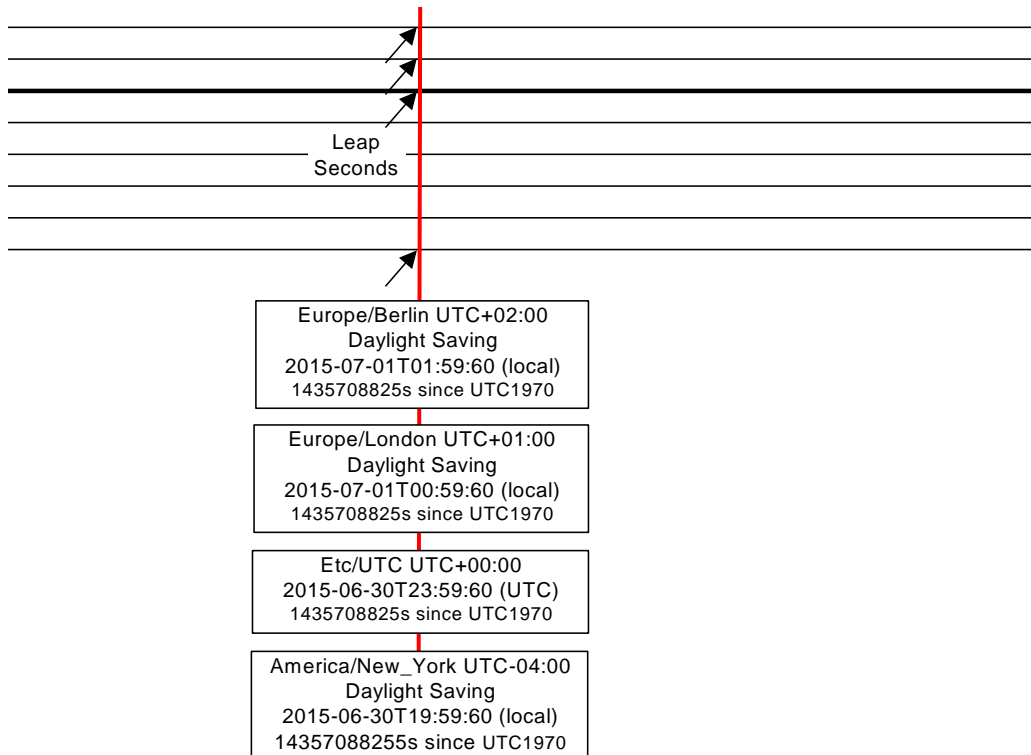 Leap
Seconds
Europe/Berlin UTC+02:00
Daylight Saving
2015-07-01T01:59:60 (local)
1435708825s since UTC1970
Europe/London UTC+01:00
Daylight Saving
2015-07-01T00:59:60 (local)
1435708825s since UTC1970
Etc/UTC UTC+00:00
2015-06-30T23:59:60 (UTC)
1435708825s since UTC1970
America/New_York UTC-04:00
Daylight Saving
2015-06-30T19:59:60 (local)
14357088255s since UTC1970